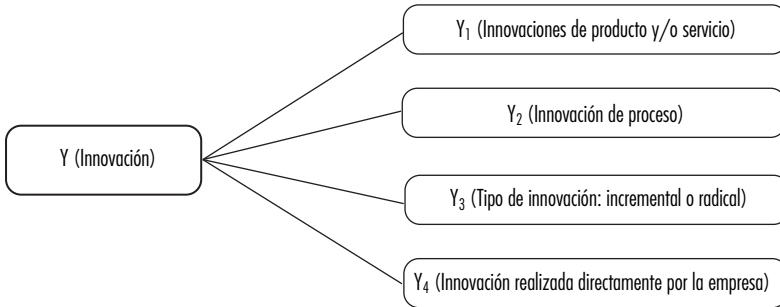 Y₁ (Innovaciones de producto y/o servicio)
Y₂ (Innovación de proceso)
Y (Innovación)
Y₃ (Tipo de innovación: incremental o radical)
Y₄ (Innovación realizada directamente por la empresa)